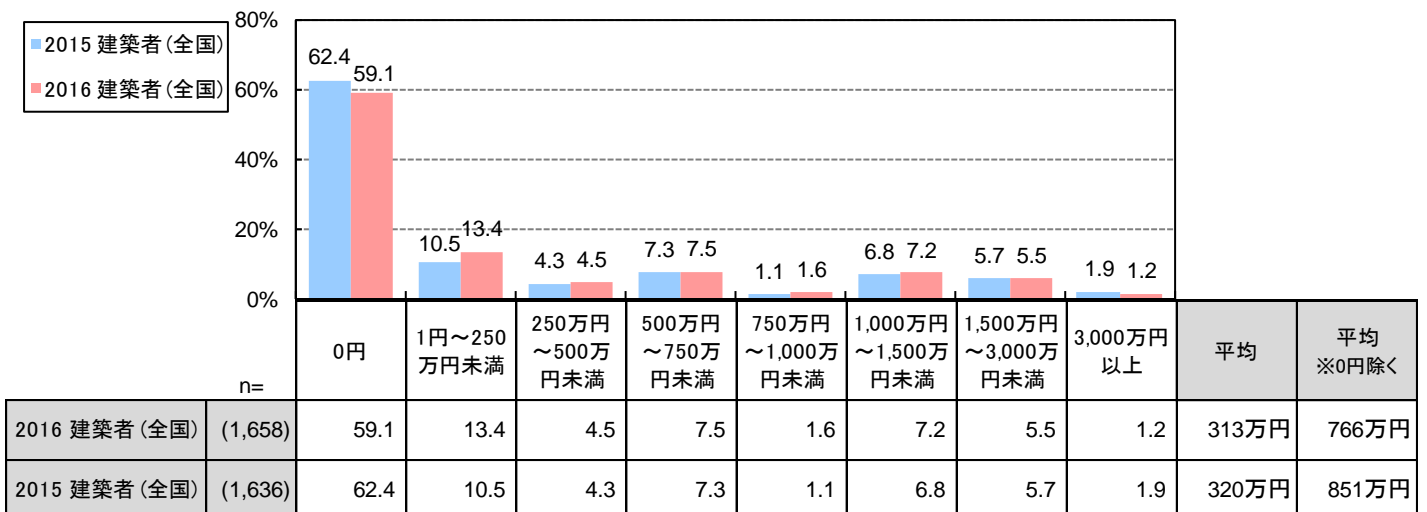 80%
2015 建築者(全国)
2016 建築者(全国)
62.4
59.1
60%
40%
20%
10.5
13.4
4.3
4.5
7.3
7.5
1.1
1.6
6.8
7.2
5.7
5.5
1.9
1.2
0%
n=
0円
1円～250
万円未満
250万円
～500万
円未満
500万円
～750万
円未満
750万円
～1,000万
円未満
1,000万円
～1,500万
円未満
1,500万円
～3,000万
円未満
3,000万円
以上
平均
平均
※0円除く
2016 建築者(全国) (1,658) 59.1 13.4 4.5 7.5 1.6 7.2 5.5 1.2 313万円 766万円
2015 建築者(全国) (1,636) 62.4 10.5 4.3 7.3 1.1 6.8 5.7 1.9 320万円 851万円